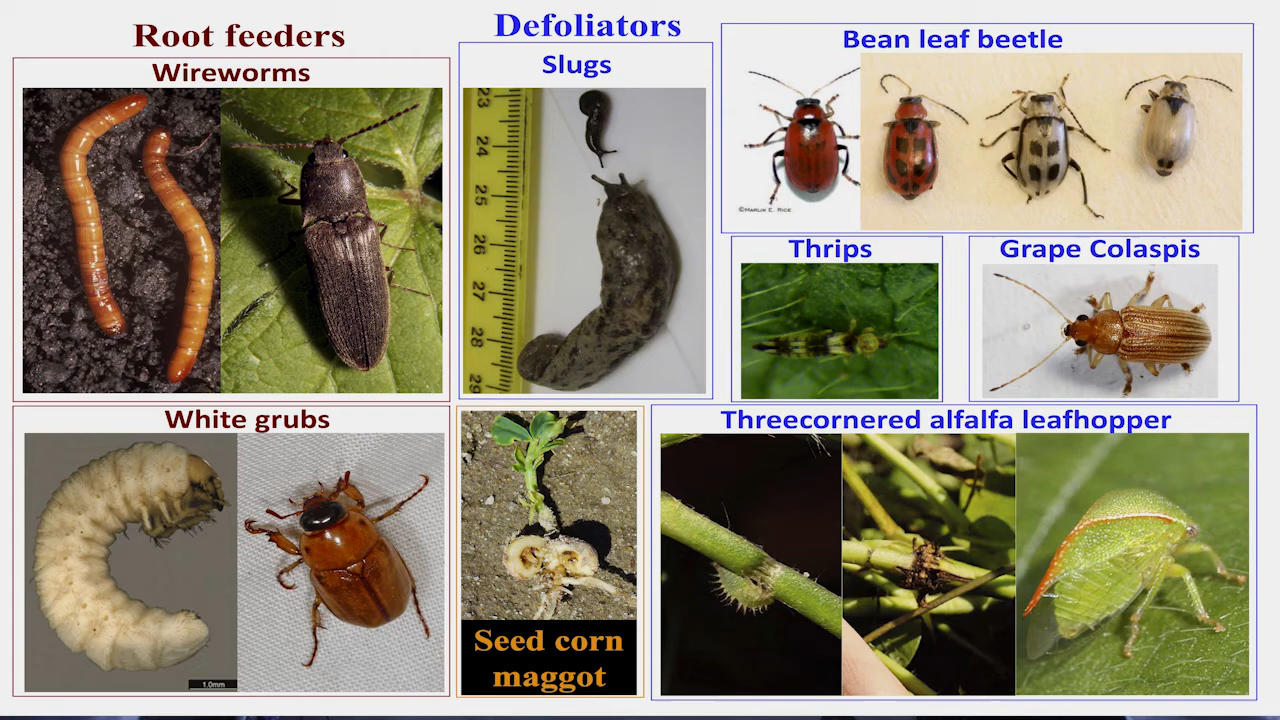 Root feeders
Wireworms
Defoliators
Slugs
23
24
25
26
27
28
29
Bean leaf beetle
©Marlin E. Rice
Thrips
Grape Colaspis
White grubs
1.0mm
Seed corn
maggot
Threecornered alfalfa leafhopper